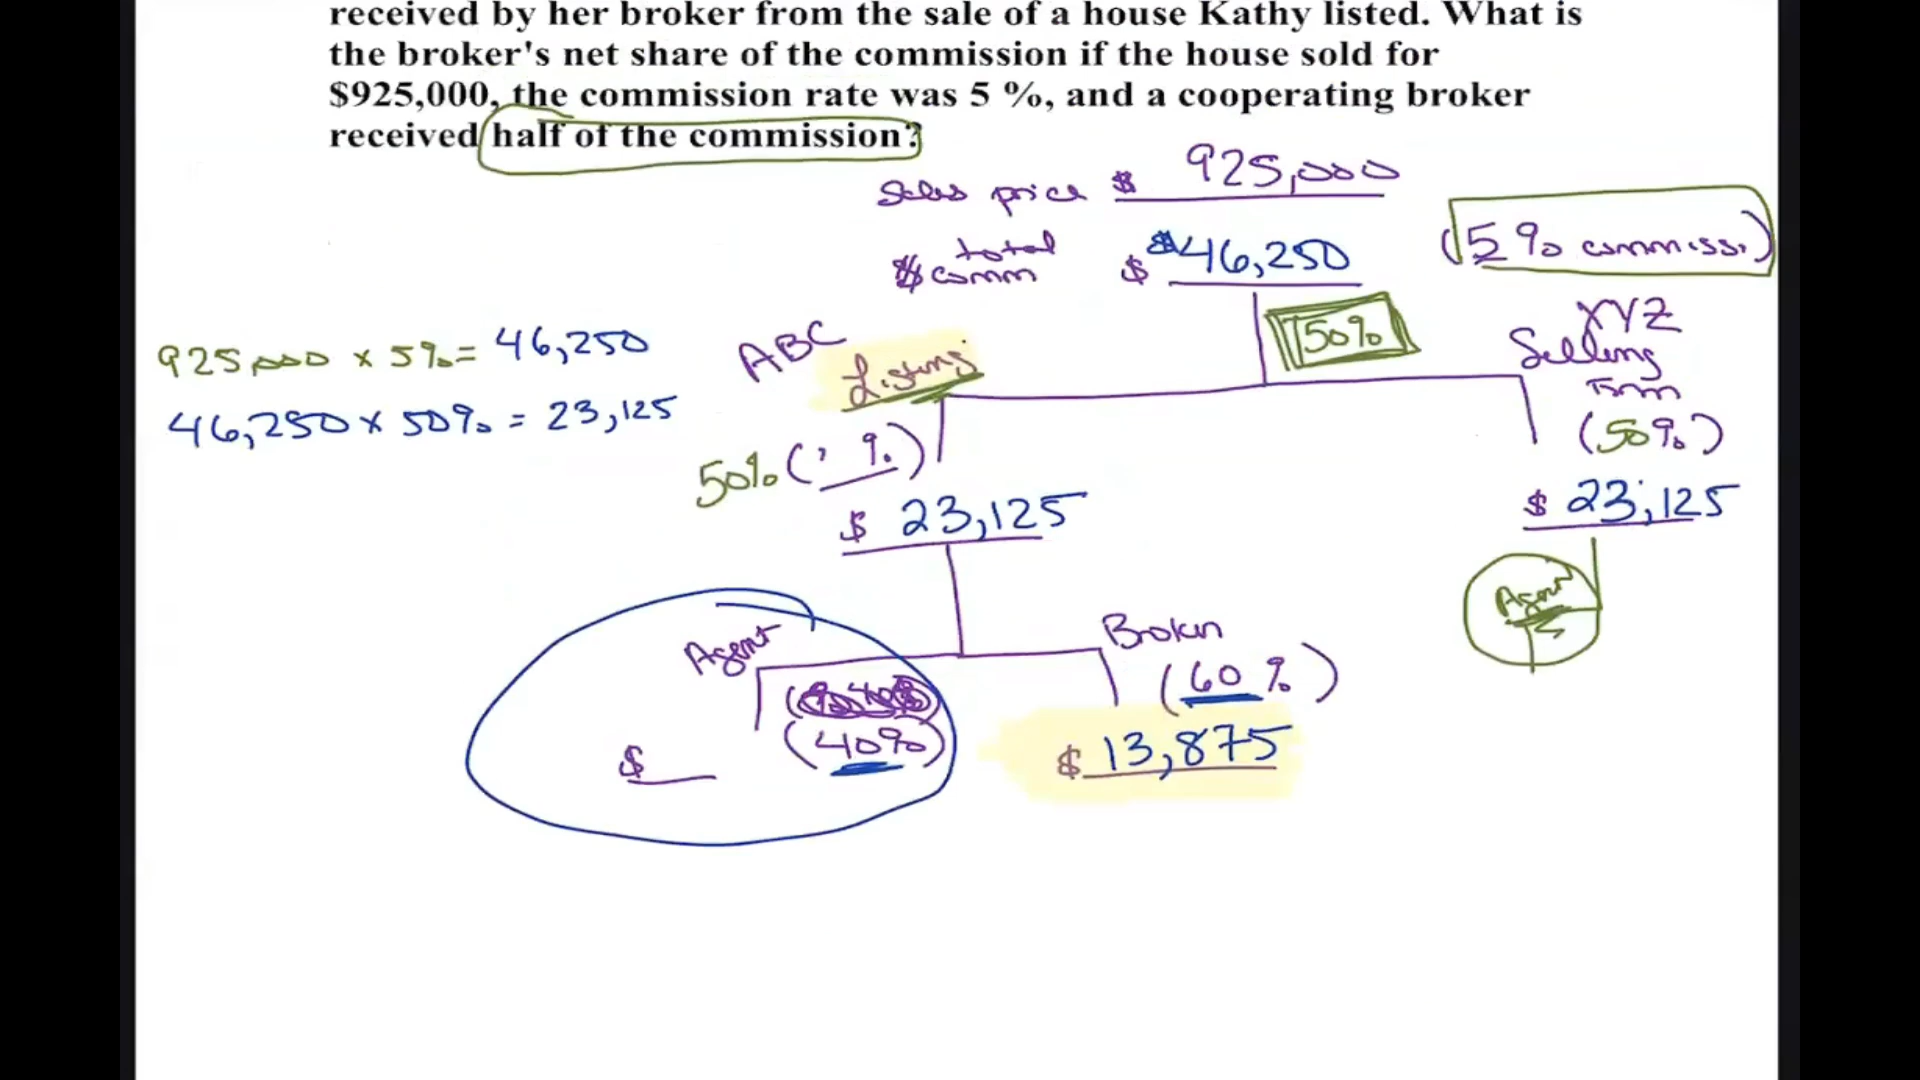 received by her broker from the sale of a house Kathy listed. What is
the broker's net share of the commission if the house sold for
$925,000, the commission rate was 5 %, and a cooperating broker
received half of the commission?
Sales price $ 925,000
total
$ comm $ $46,250
(5% commissi)
50%
925,000 x 5% = 46,250
46,250 x 50% = 23,125
ABC
Listing
XYZ
Selling
Firm
(50%)
50% ( %)
$ 23,125
$ 23,125
Agent
Agent
Broker
(60 %)
(40%)
$
$ 13,875